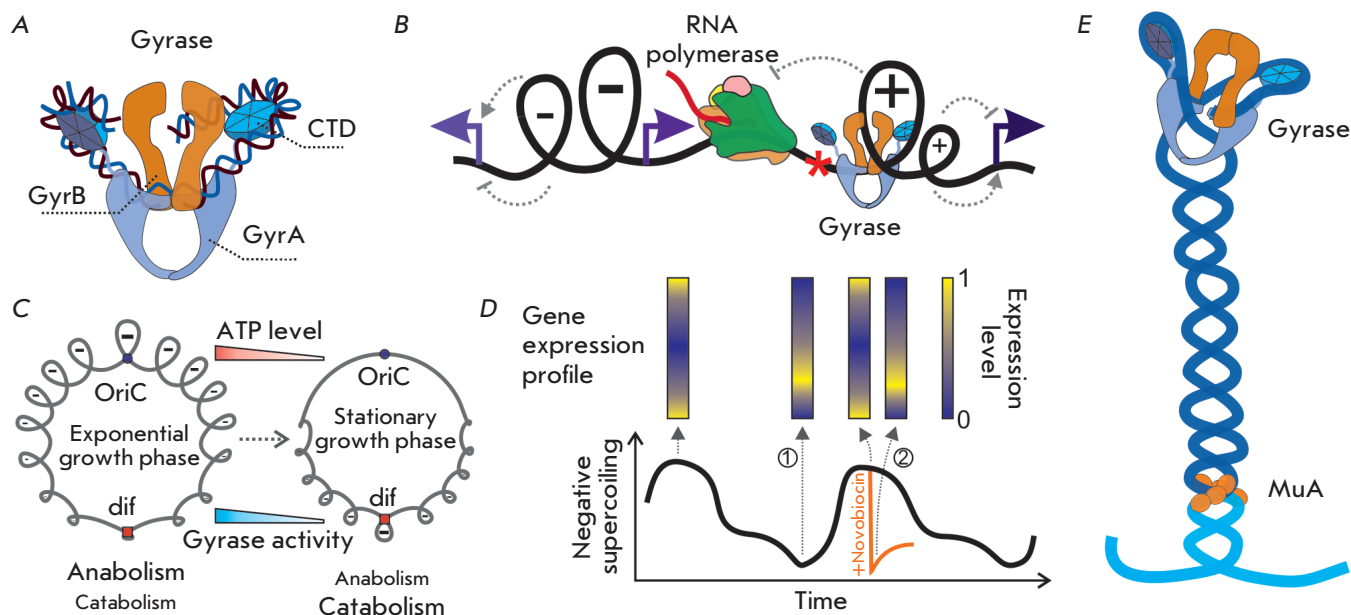 A
Gyrase
CTD
GyrB
GyrA
B
RNA
polymerase
-
-
+
+
*
Gyrase
C
ATP level
-
-
-
-
-
-
-
-
-
OriC
OriC
Exponential
growth phase
Stationary
growth phase
dif
dif
-
-
-
Gyrase activity
Anabolism
Catabolism
Anabolism
Catabolism
D
Gene
expression
profile
1
0
Expression
level
①
②
Negative
supercoiling
+Novobiocin
Time
E
Gyrase
MuA